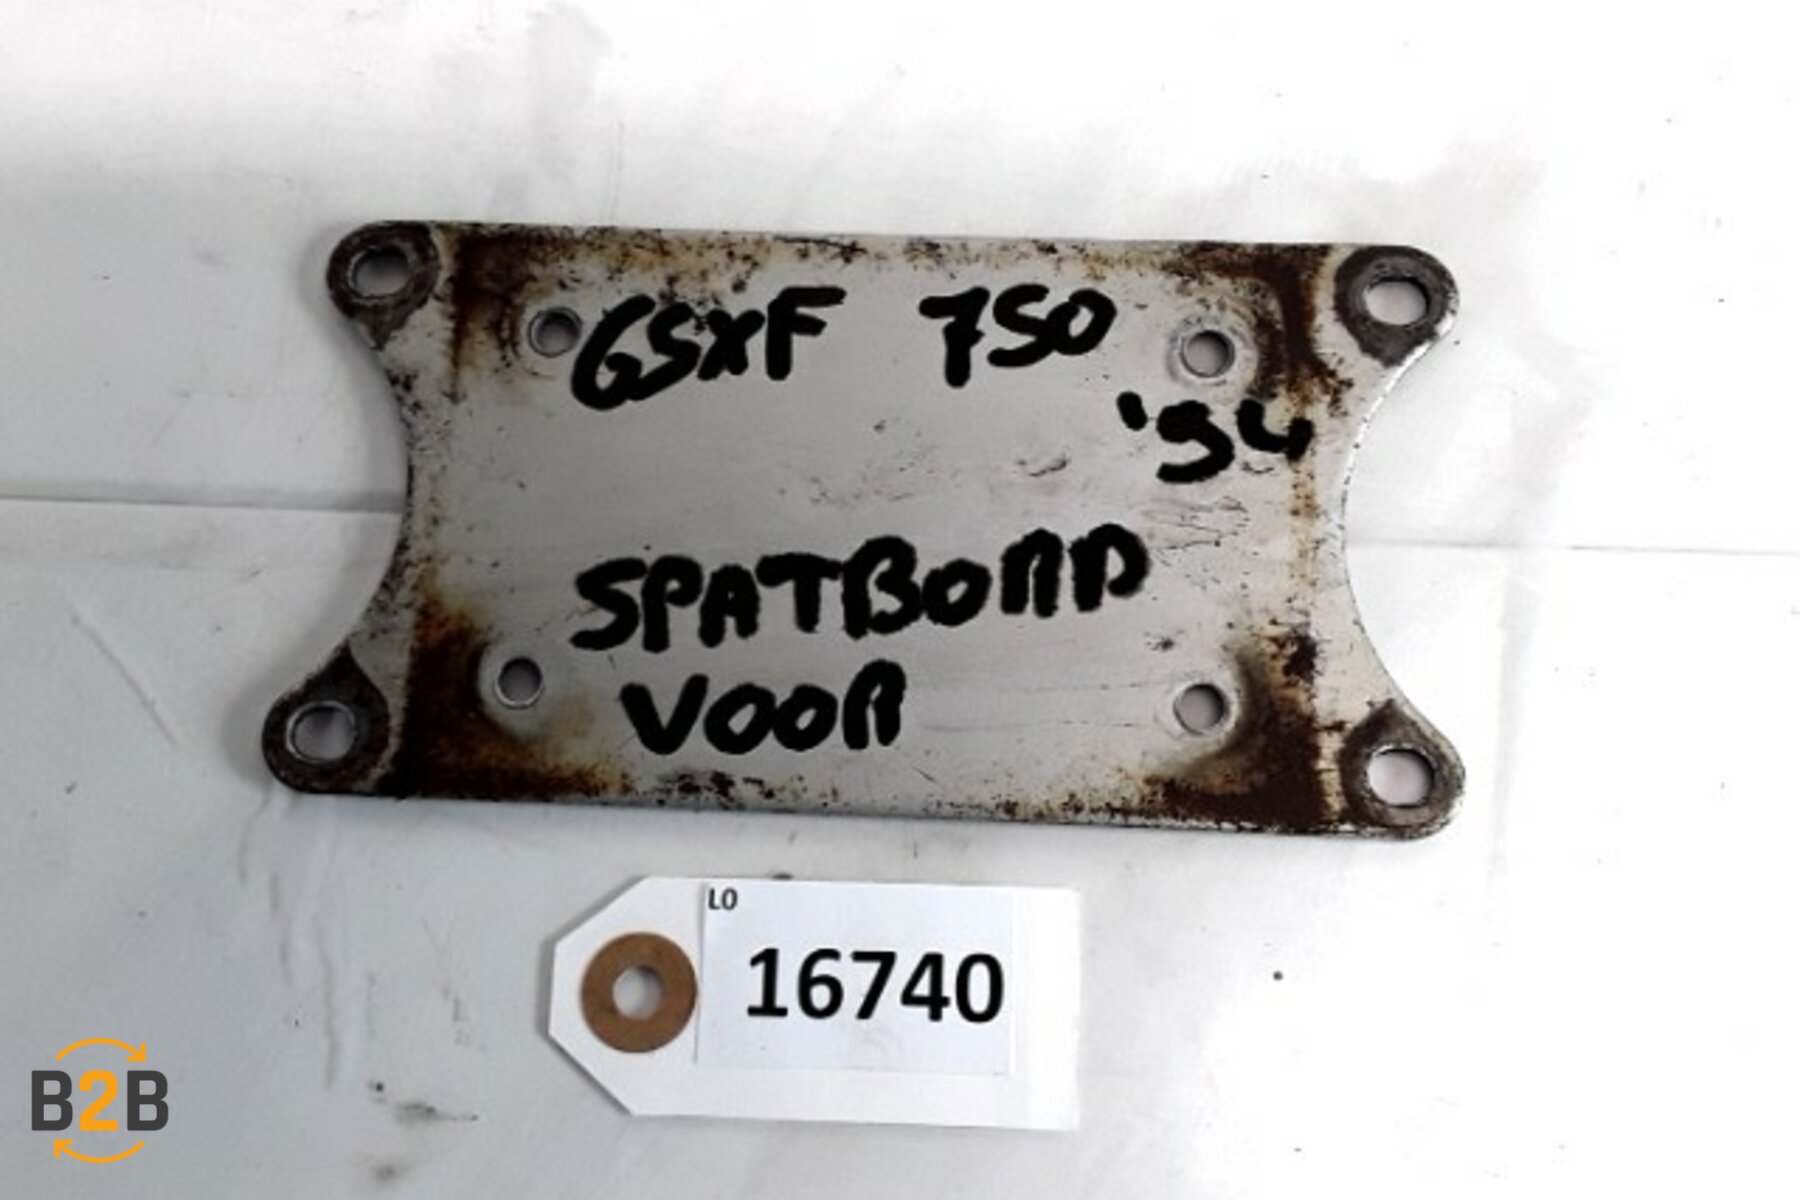 GSXF 750
'94
SPATBORD
VOOR
LO
16740
B2B